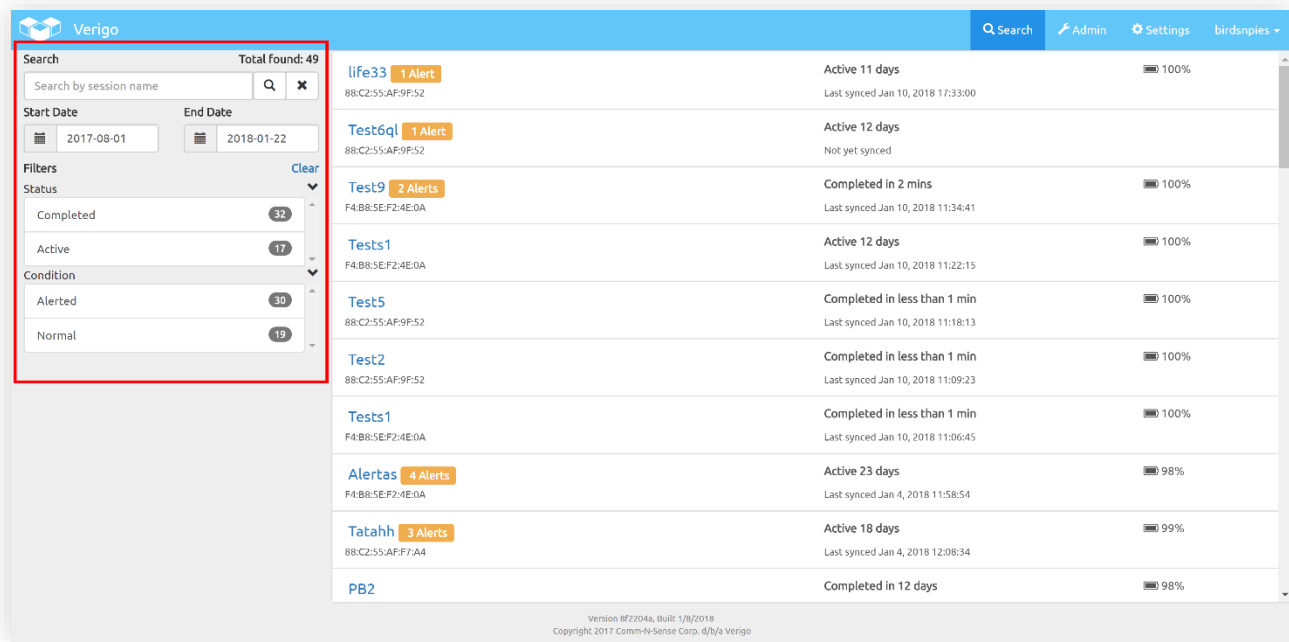 Verigo
Search
Admin
Settings
birdsnpies
Search Total found: 49
Search by session name
Start Date End Date
2017-08-01 2018-01-22
Filters Clear
Status
Completed 32
Active 17
Condition
Alerted 30
Normal 19
life33 1 Alert Active 11 days 100%
88:C2:55:AF:9F:52 Last synced Jan 10, 2018 17:33:00
Test6ql 1 Alert Active 12 days
88:C2:55:AF:9F:52 Not yet synced
Test9 2 Alerts Completed in 2 mins 100%
F4:B8:5E:F2:4E:0A Last synced Jan 10, 2018 11:34:41
Tests1 Active 12 days 100%
F4:B8:5E:F2:4E:0A Last synced Jan 10, 2018 11:22:15
Test5 Completed in less than 1 min 100%
88:C2:55:AF:9F:52 Last synced Jan 10, 2018 11:18:13
Test2 Completed in less than 1 min 100%
88:C2:55:AF:9F:52 Last synced Jan 10, 2018 11:09:23
Tests1 Completed in less than 1 min 100%
F4:B8:5E:F2:4E:0A Last synced Jan 10, 2018 11:06:45
Alertas 4 Alerts Active 23 days 98%
F4:B8:5E:F2:4E:0A Last synced Jan 4, 2018 11:58:54
Tatahh 3 Alerts Active 18 days 99%
88:C2:55:AF:F7:A4 Last synced Jan 4, 2018 12:08:34
PB2 Completed in 12 days 98%
Version 8f2204a, Built 1/8/2018
Copyright 2017 Comm-N-Sense Corp. d/b/a Verigo